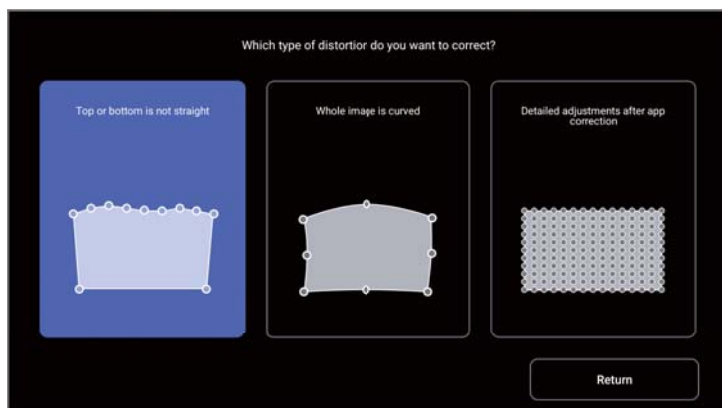 Which type of distortior do you want to correct?
Top or bottom is not straight
Whole image is curved
Detailed adjustments after app
correction
Return